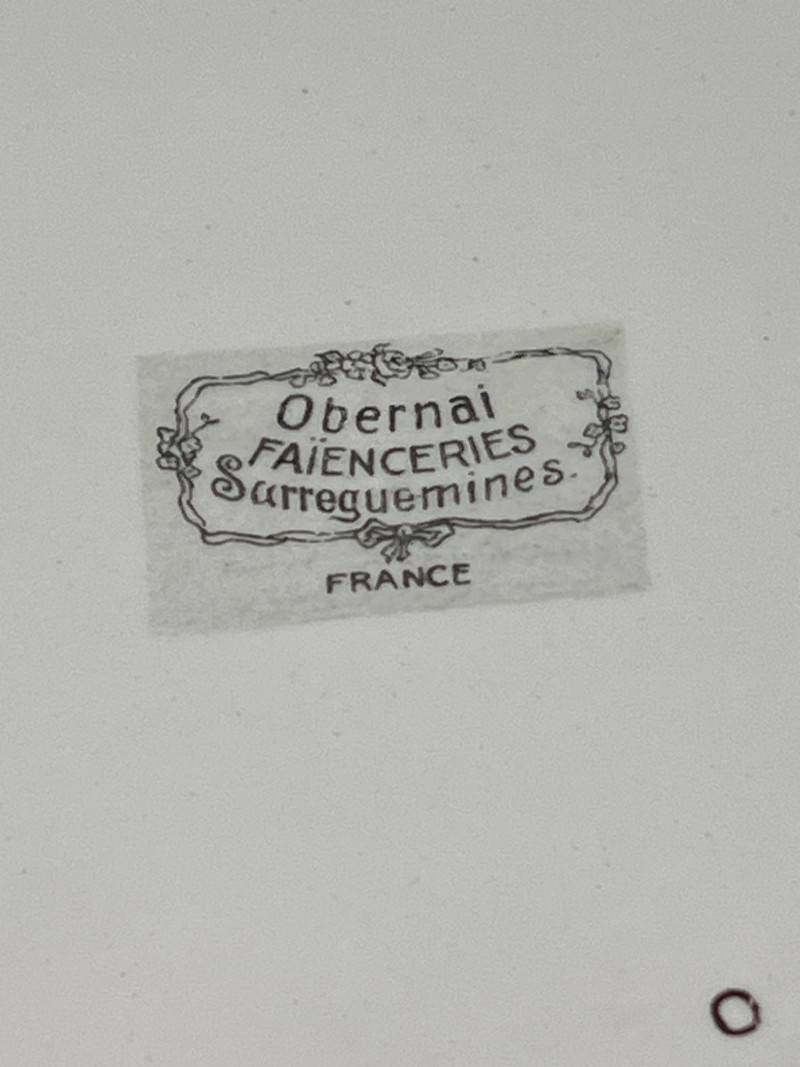 Obernai
FAÏENCERIES
Sarreguemines.
FRANCE
O